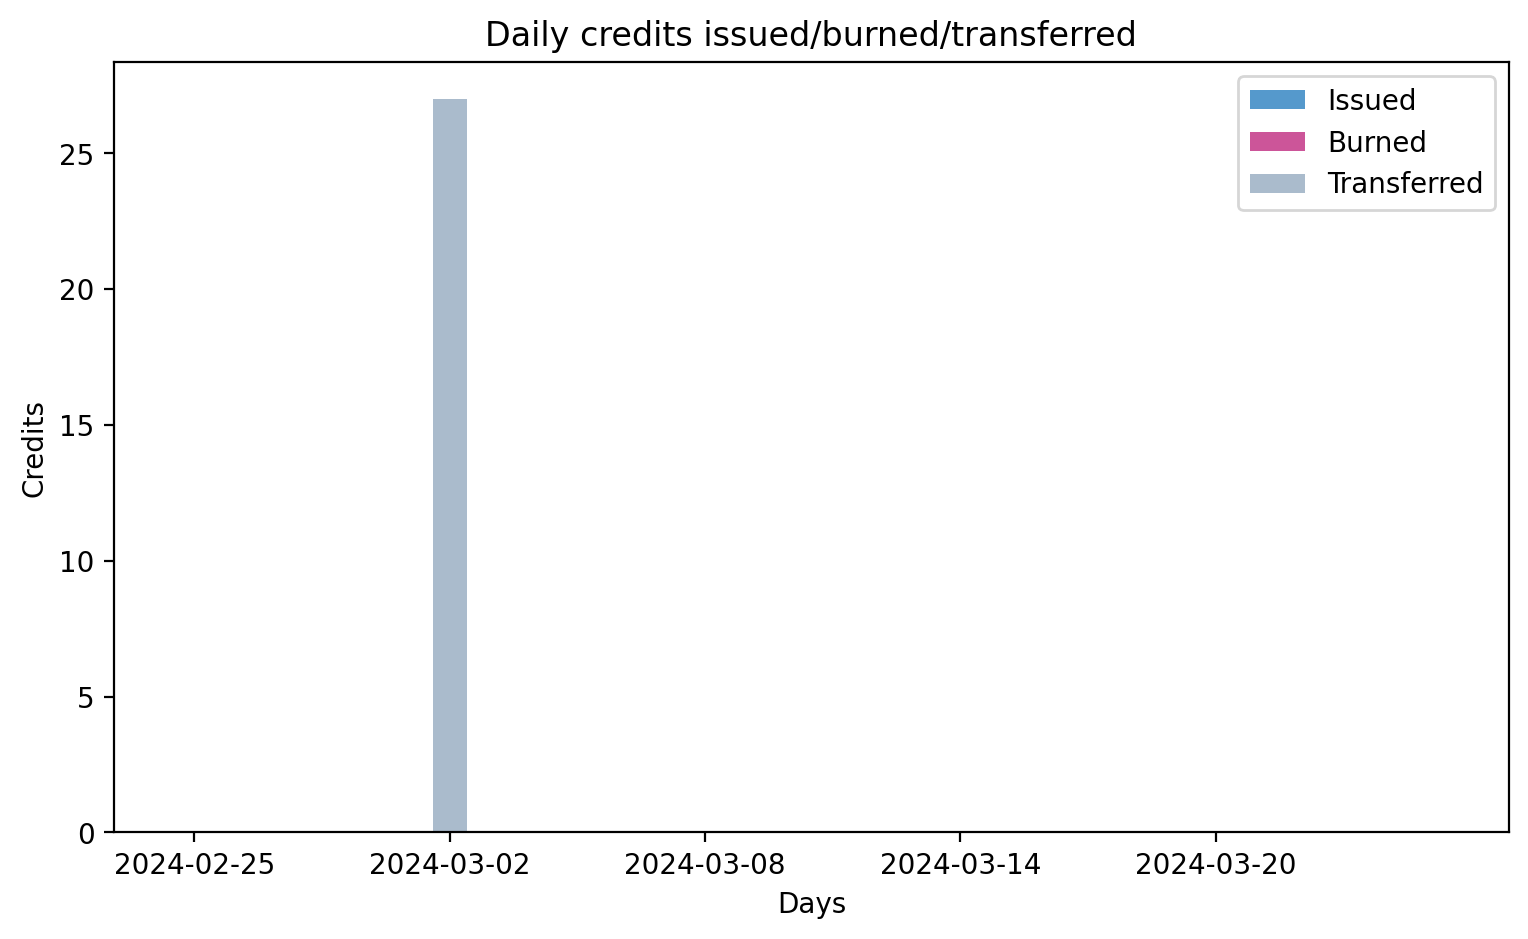 Daily credits issued/burned/transferred
Issued
Burned
Transferred
25
20
15
10
5
0
Credits
2024-02-25
2024-03-02
2024-03-08
2024-03-14
2024-03-20
Days